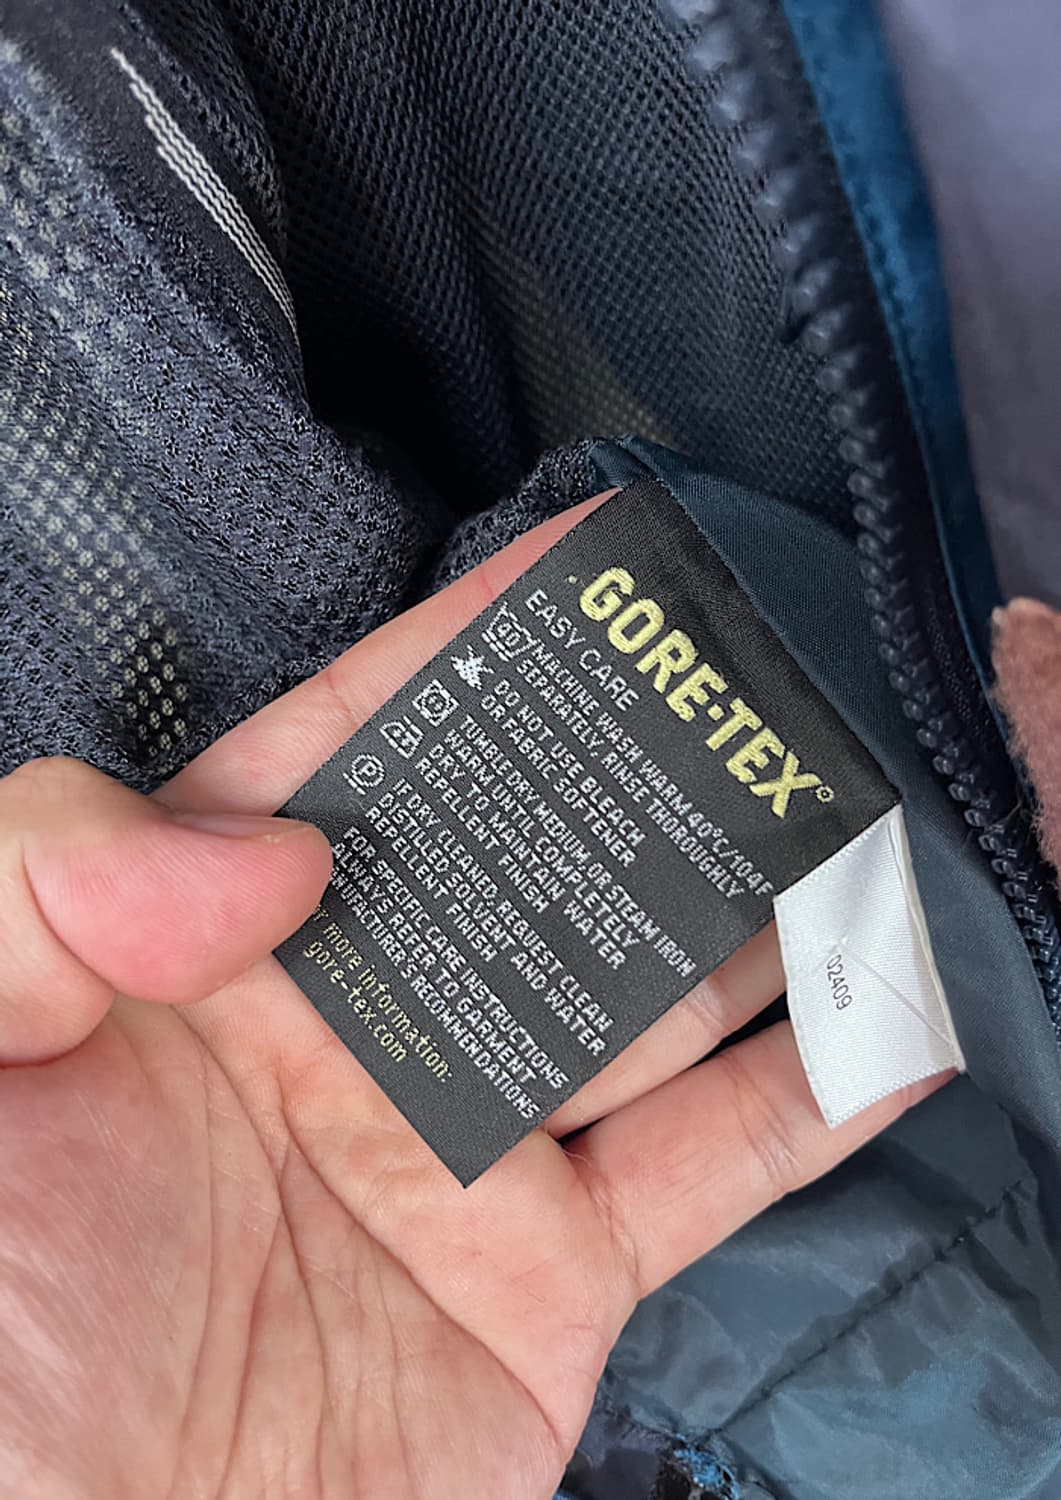 GORE-TEX®
EASY CARE
40 MACHINE WASH WARM 40°C/104F
SEPARATELY RINSE THOROUGHLY
DO NOT USE BLEACH
OR FABRIC SOFTENER
TUMBLE DRY MEDIUM OR STEAM IRON
WARM UNTIL COMPLETELY
DRY TO MAINTAIN WATER
REPELLENT FINISH
P IF DRY CLEANED, REQUEST CLEAN
DISTILLED SOLVENT AND WATER
REPELLENT FINISH
FOR SPECIFIC CARE INSTRUCTIONS
ALWAYS REFER TO GARMENT
MANUFACTURER'S RECOMMENDATIONS
more information:
gore-tex.com
02409